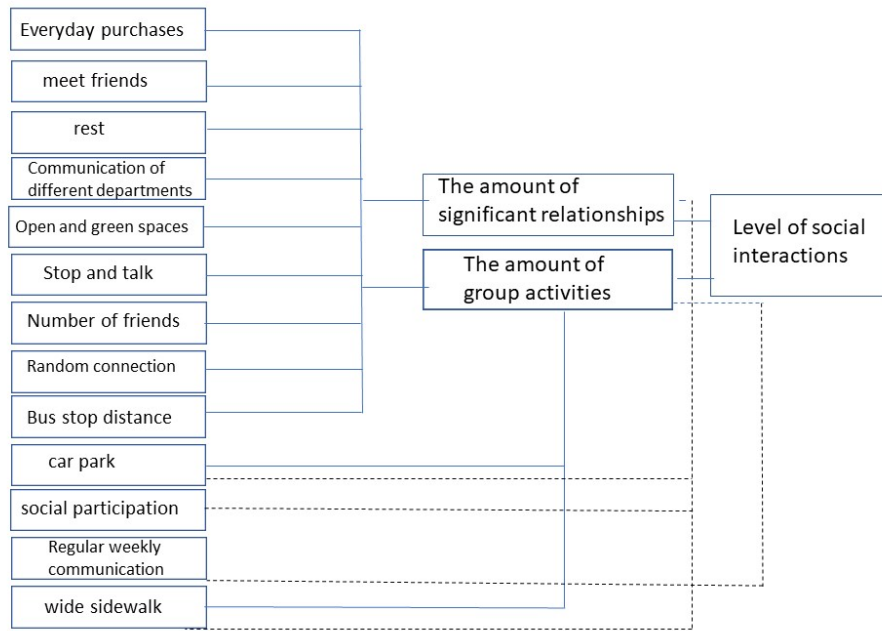 Everyday purchases
meet friends
rest
Communication of
different departments
Open and green spaces
Stop and talk
Number of friends
Random connection
Bus stop distance
car park
social participation
Regular weekly
communication
wide sidewalk
The amount of
significant relationships
The amount of
group activities
Level of social
interactions